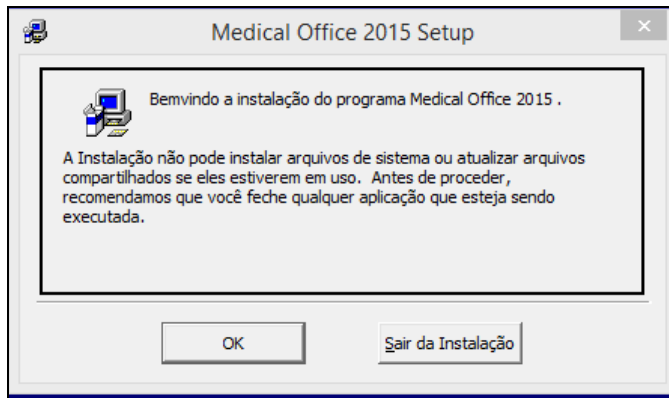 Medical Office 2015 Setup
Bemvindo a instalação do programa Medical Office 2015 .
A Instalação não pode instalar arquivos de sistema ou atualizar arquivos
compartilhados se eles estiverem em uso.  Antes de proceder,
recomendamos que você feche qualquer aplicação que esteja sendo
executada.
OK
Sair da Instalação